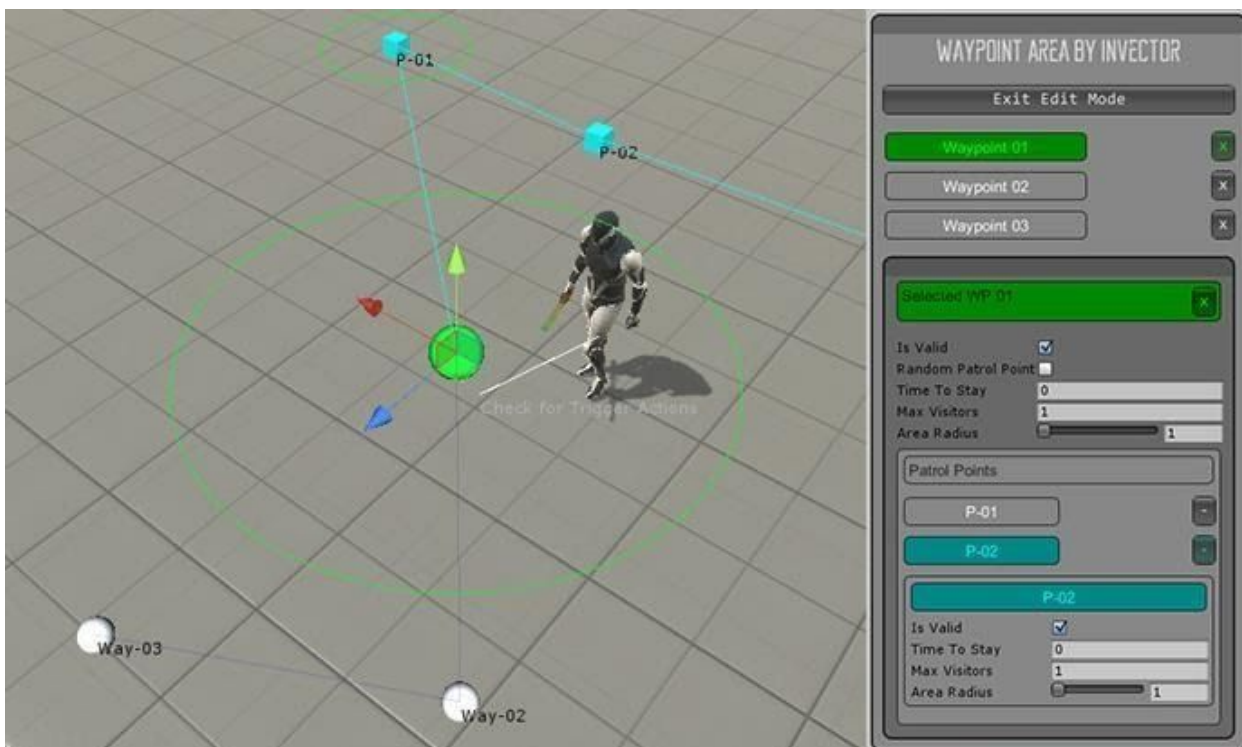 P-01
P-02
Check for Trigger Actions
Way-03
Way-02
WAYPOINT AREA BY INVECTOR
Exit Edit Mode
Waypoint 01 X
Waypoint 02 X
Waypoint 03 X
Selected WP 01 X
Is Valid
Random Patrol Point
Time To Stay 0
Max Visitors 1
Area Radius 1
Patrol Points
P-01 -
P-02 -
P-02
Is Valid
Time To Stay 0
Max Visitors 1
Area Radius 1